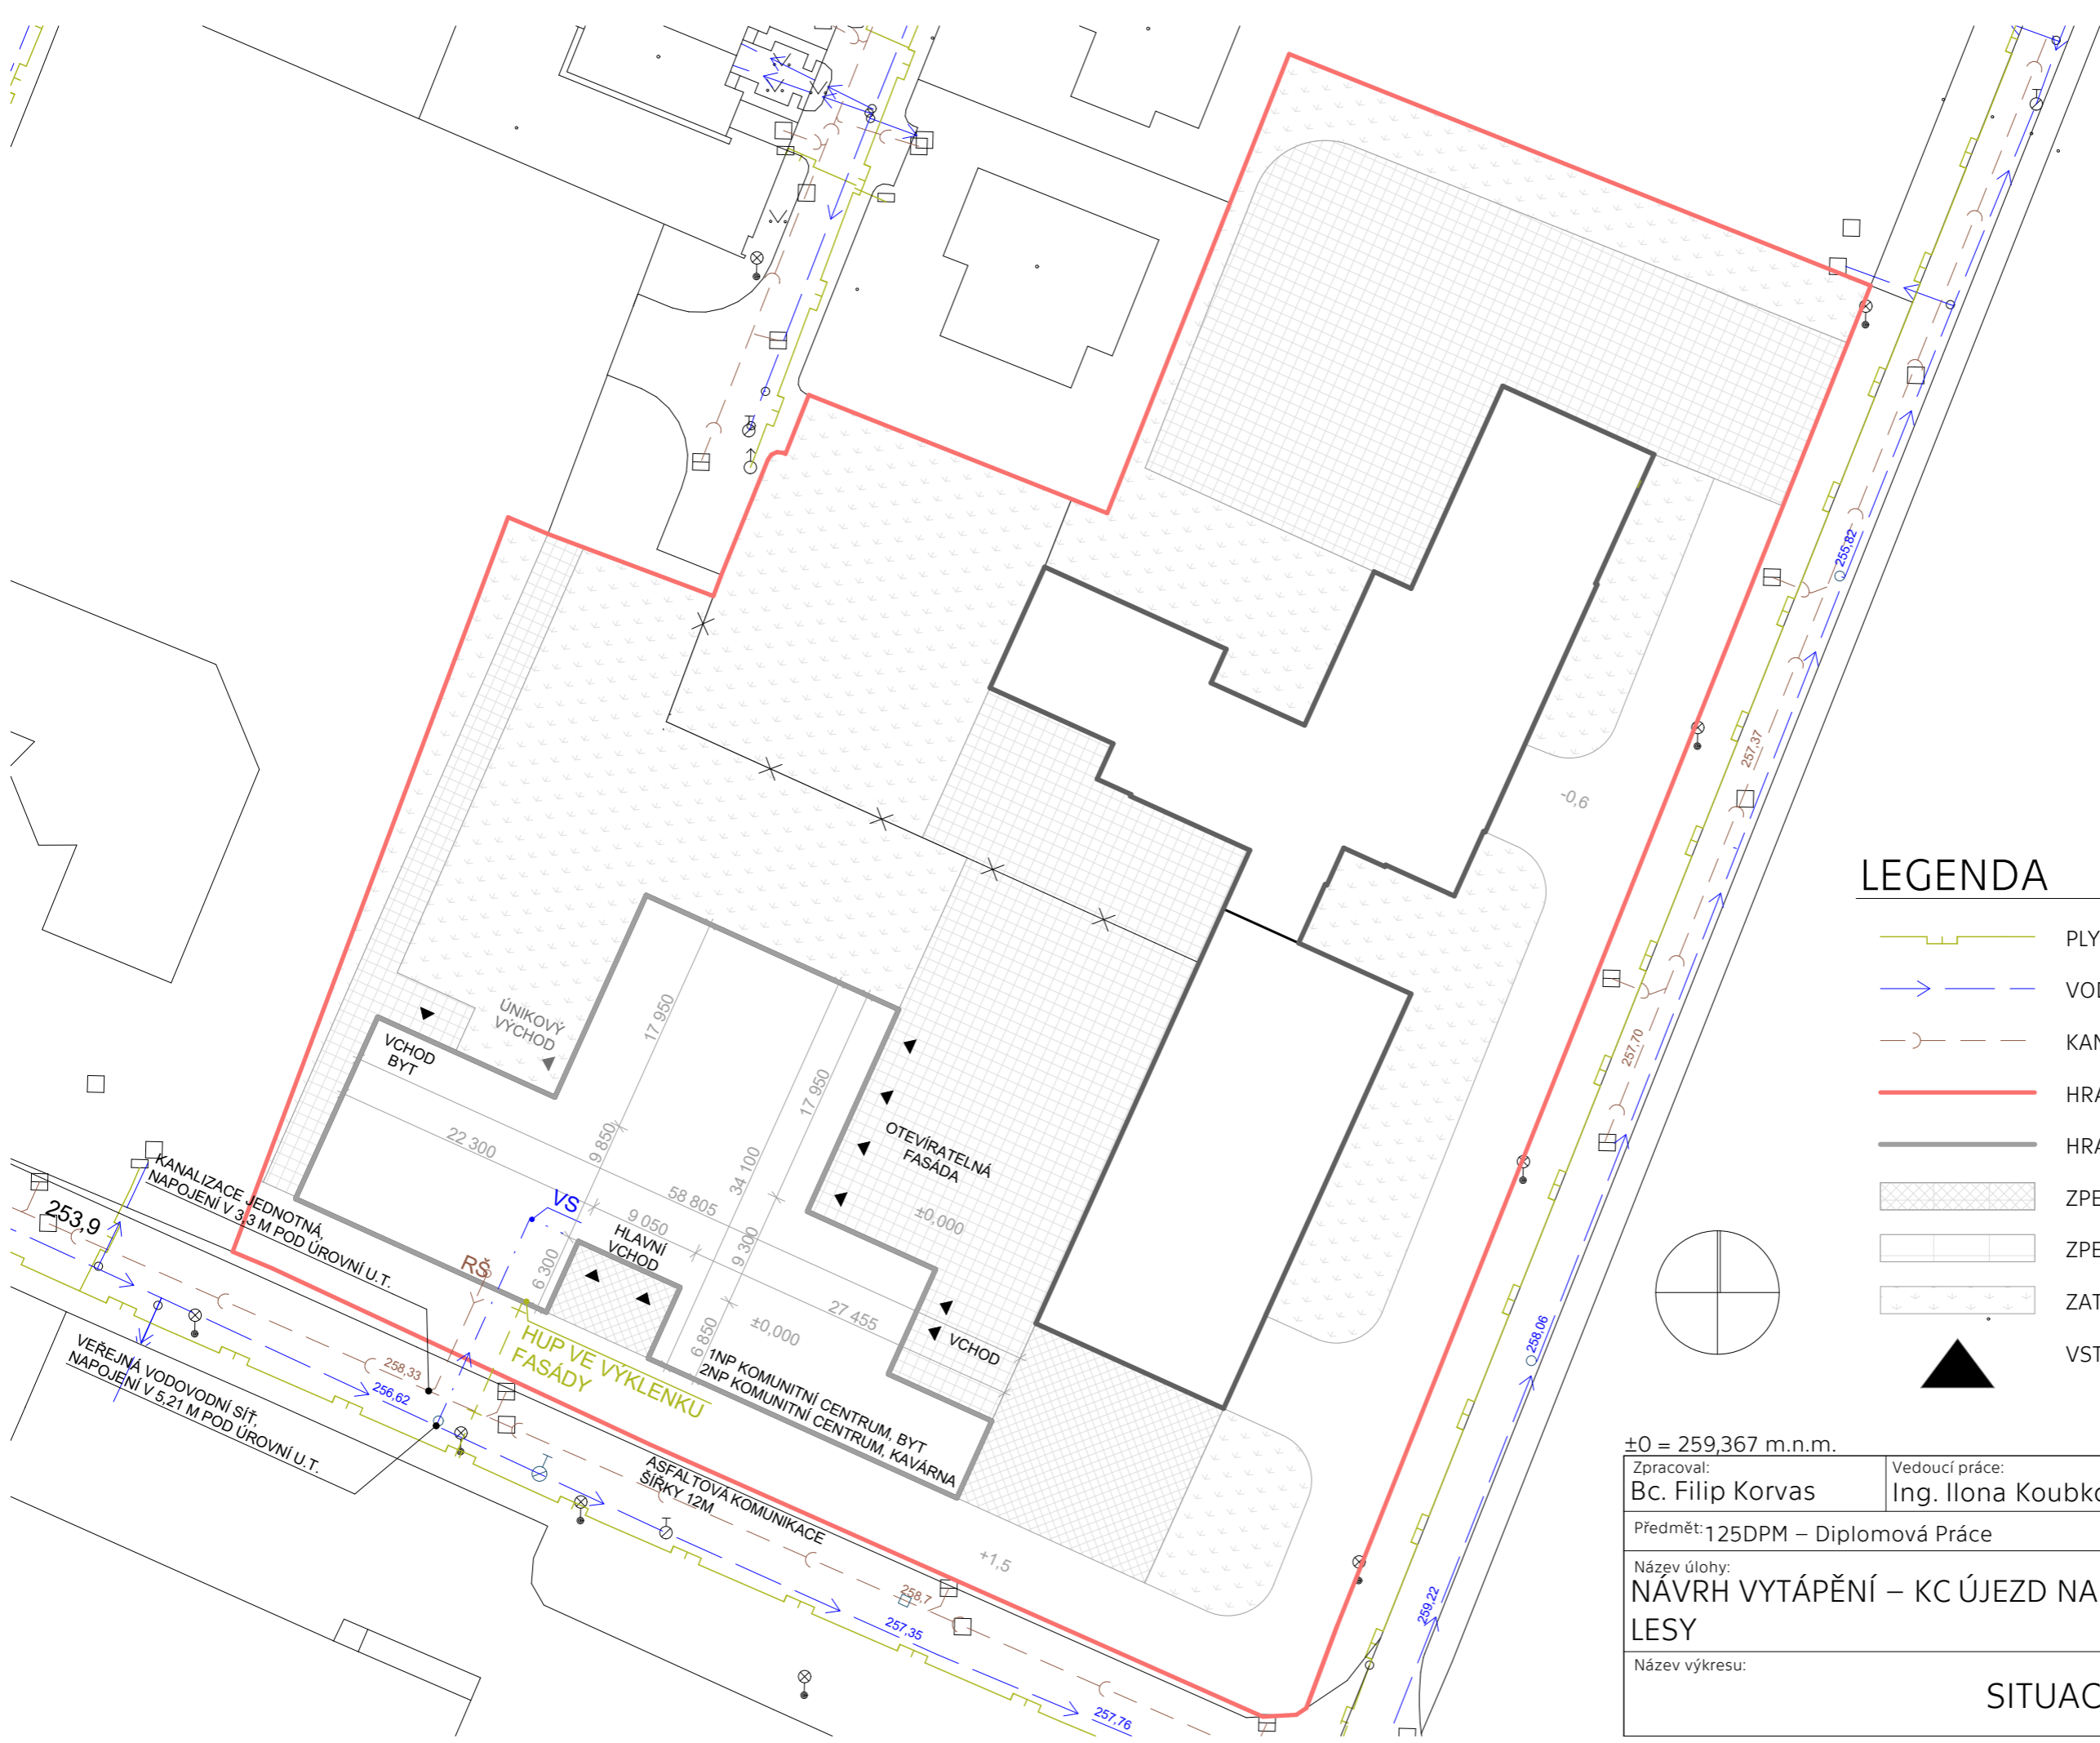 255,82
257,37
-0,6
LEGENDA
PLY
VOD
KAN
HRA
HRA
ZPE
ZPE
ZAT
VST
257,70
258,06
259,22
ÚNIKOVÝ
VÝCHOD
VCHOD
BYT
17 950
17 950
9 850
34 100
22 300
58 805
9 050
9 300
6 300
6 850
27 455
OTEVÍRATELNÁ
FASÁDA
±0,000
±0,000
VS
RŠ
HLAVNÍ
VCHOD
VCHOD
KANALIZACE JEDNOTNÁ,
NAPOJENÍ V 3,3 M POD ÚROVNÍ U.T.
253,9
VEŘEJNÁ VODOVODNÍ SÍŤ,
NAPOJENÍ V 5,21 M POD ÚROVNÍ U.T.
258,33
256,62
HUP VE VÝKLENKU
FASÁDY
1NP KOMUNITNÍ CENTRUM, BYT
2NP KOMUNITNÍ CENTRUM, KAVÁRNA
ASFALTOVÁ KOMUNIKACE
ŠÍŘKY 12M
+1,5
258,7
257,35
257,76
±0 = 259,367 m.n.m.
Zpracoval:
Bc. Filip Korvas
Vedoucí práce:
Ing. Ilona Koubko
Předmět: 125DPM – Diplomová Práce
Název úlohy:
NÁVRH VYTÁPĚNÍ – KC ÚJEZD NA
LESY
Název výkresu:
SITUAC